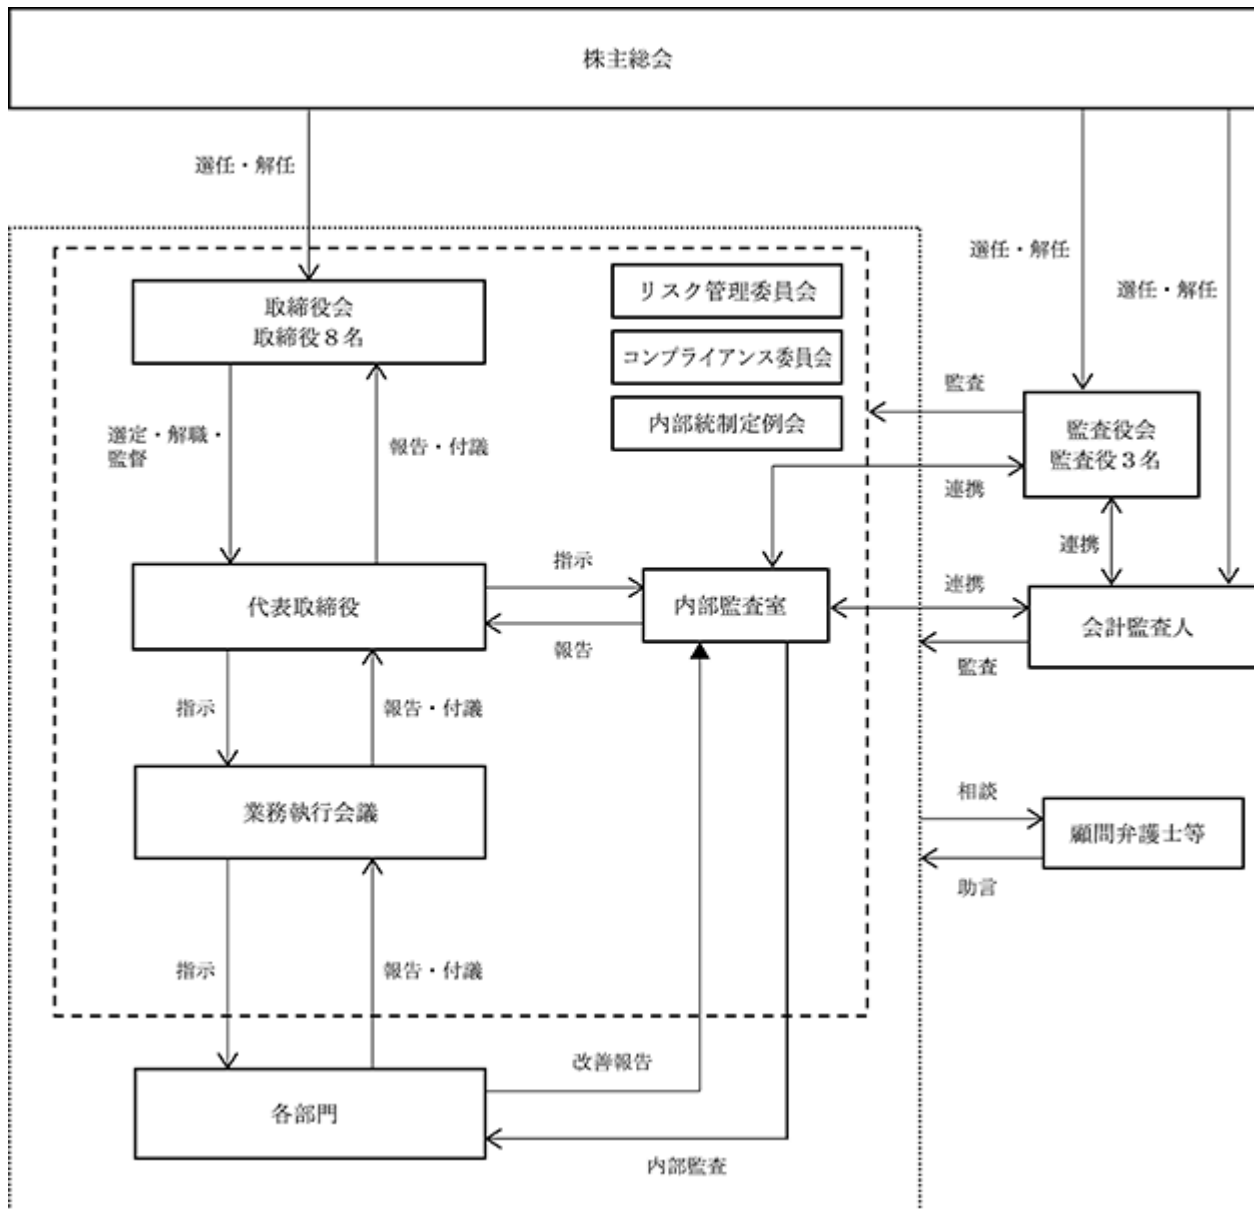 株主総会
選任・解任
選任・解任
選任・解任
取締役会
取締役８名
リスク管理委員会
コンプライアンス委員会
内部統制定例会
監査
監査役会
監査役３名
選定・解職・
監督
報告・付議
連携
連携
指示
代表取締役
内部監査室
連携
会計監査人
報告
監査
指示
報告・付議
業務執行会議
相談
顧問弁護士等
助言
指示
報告・付議
改善報告
各部門
内部監査